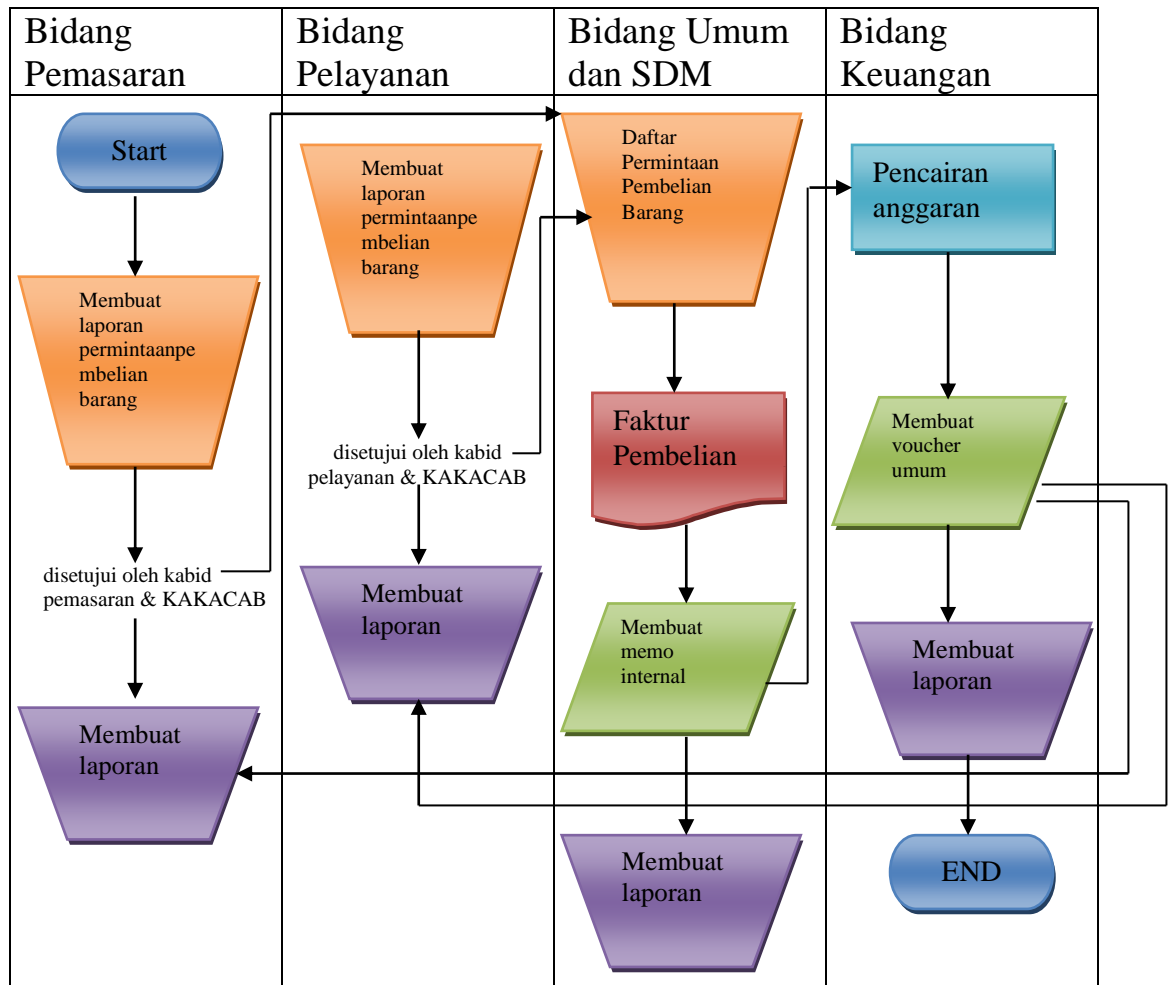 Bidang
Pemasaran
Bidang
Pelayanan
Bidang Umum
dan SDM
Bidang
Keuangan
Start
Membuat
laporan
permintaanpe
mbelian
barang
disetujui oleh kabid
pemasaran & KAKACAB
Membuat
laporan
Membuat
laporan
permintaanpe
mbelian
barang
disetujui oleh kabid
pelayanan & KAKACAB
Membuat
laporan
Daftar
Permintaan
Pembelian
Barang
Faktur
Pembelian
Membuat
memo
internal
Membuat
laporan
Pencairan
anggaran
Membuat
voucher
umum
Membuat
laporan
END